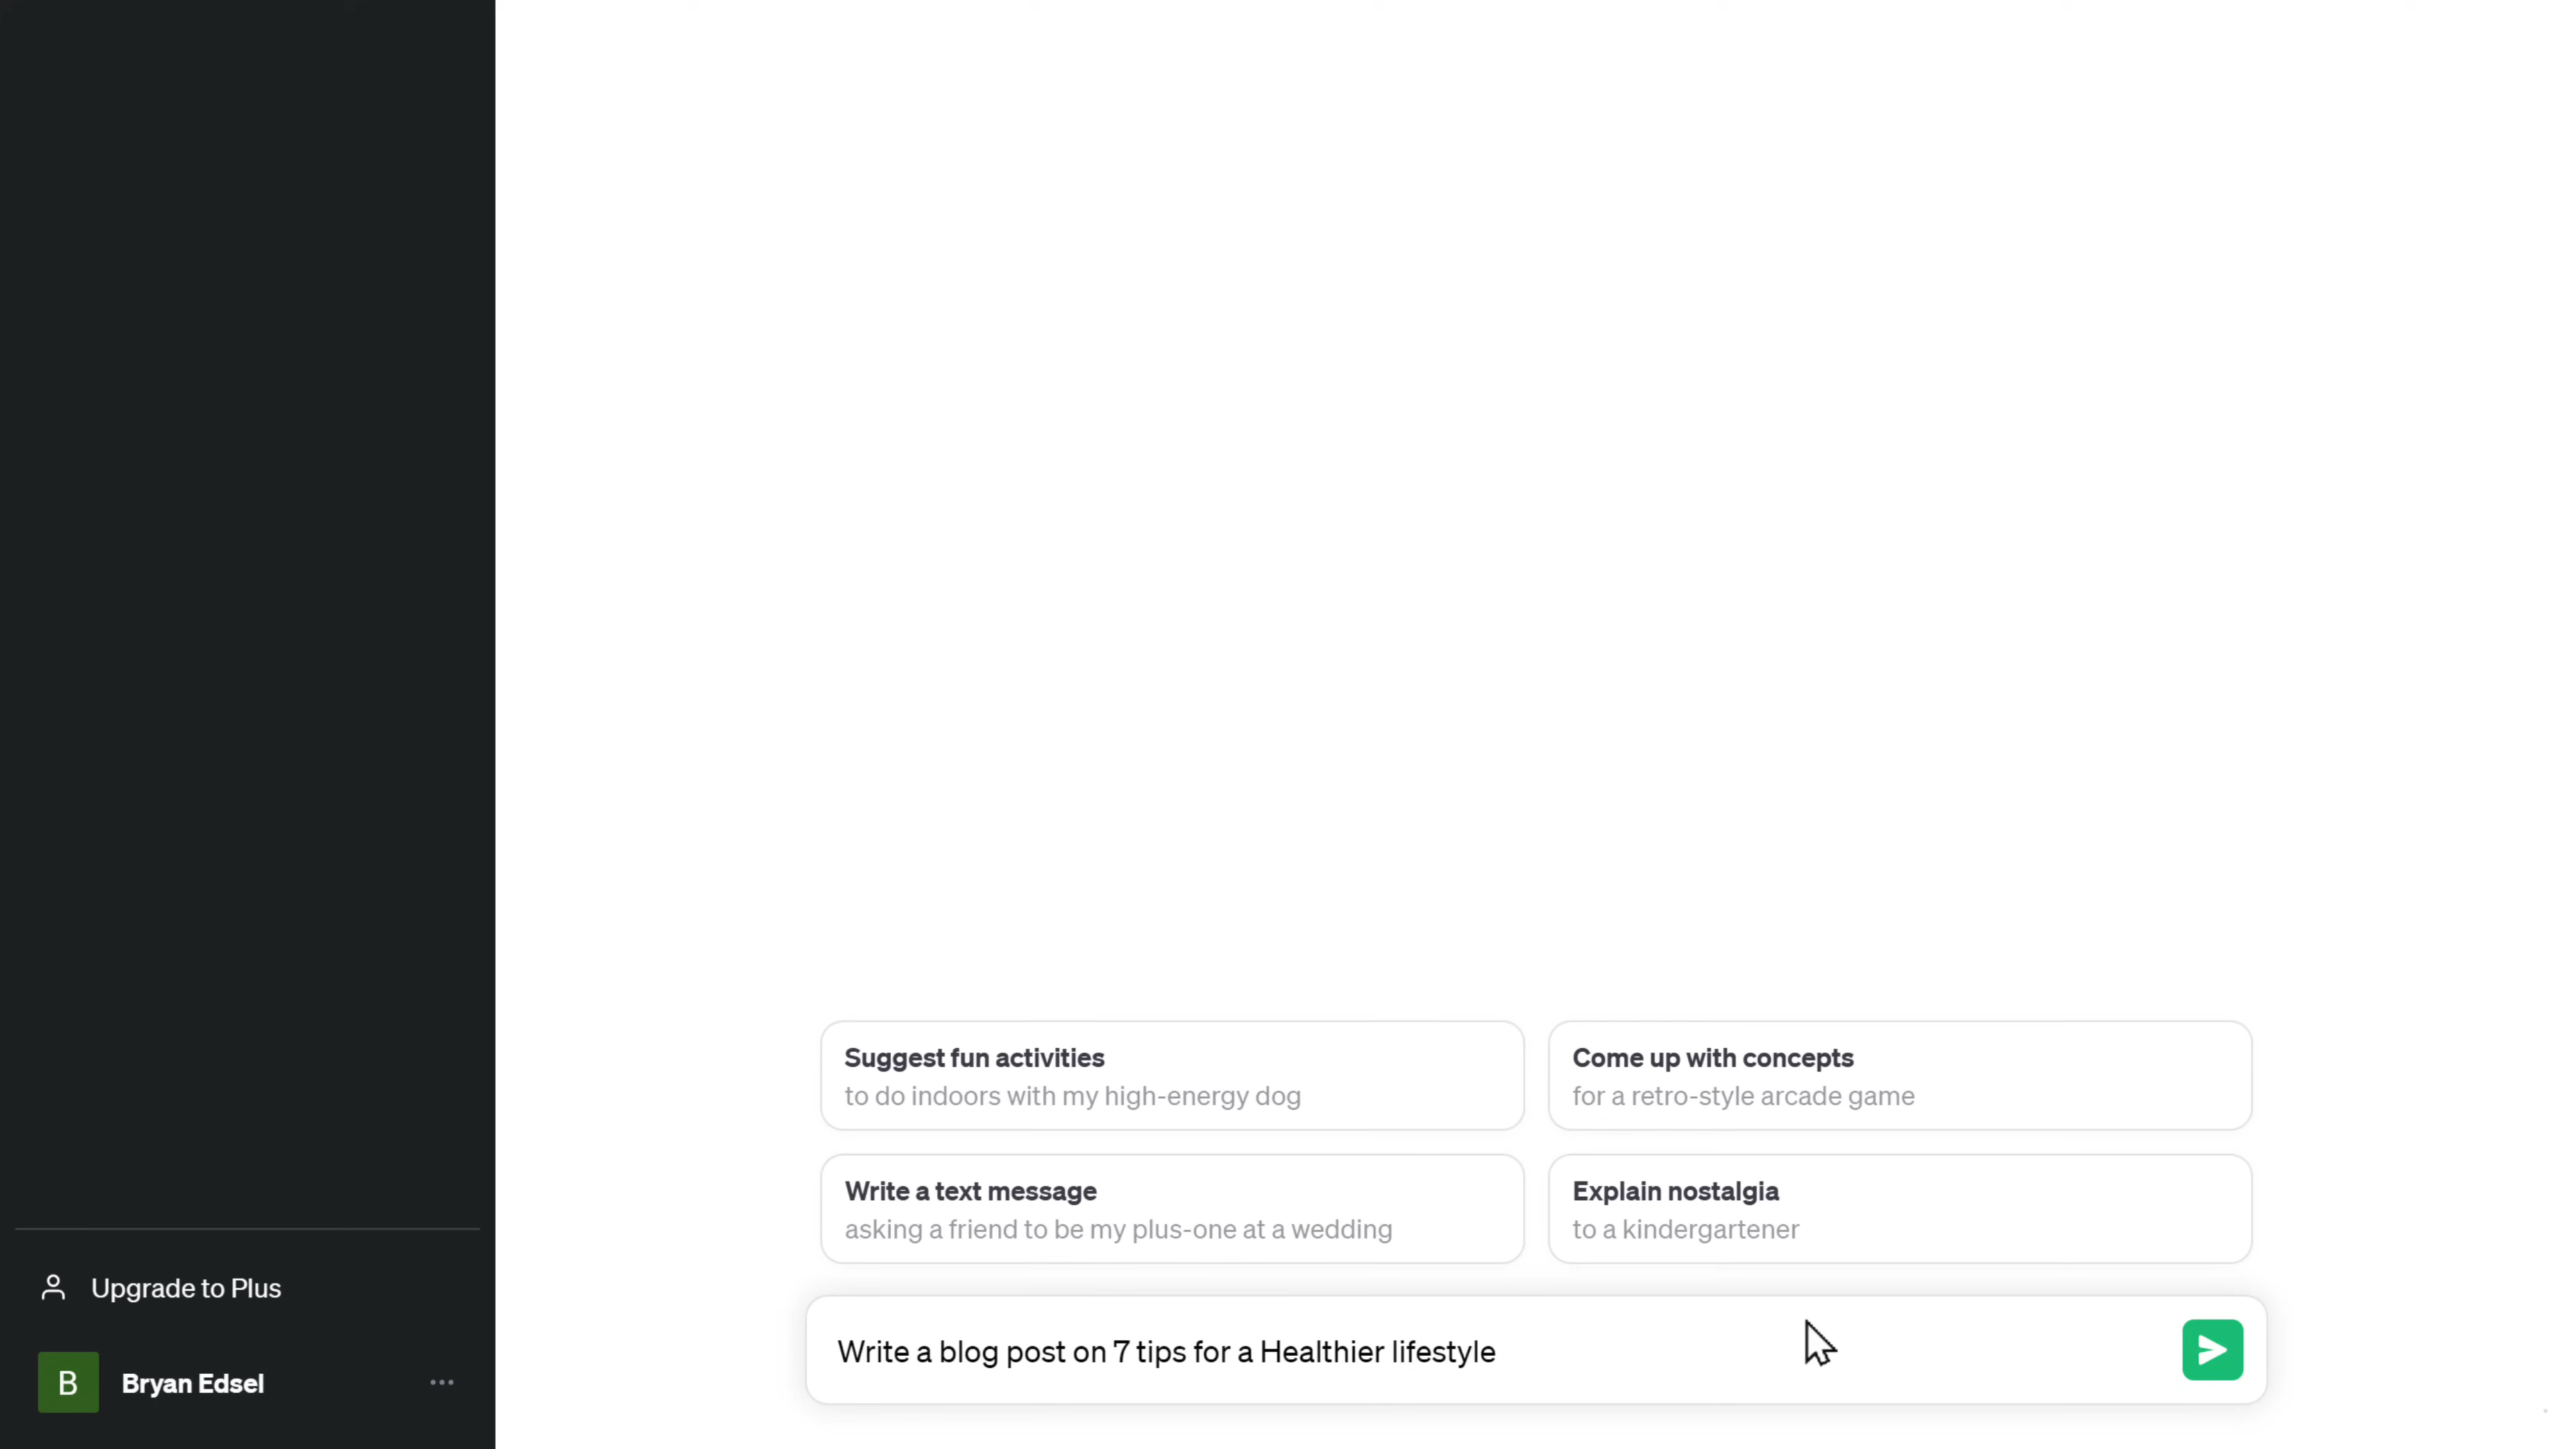 Suggest fun activities
to do indoors with my high-energy dog
Come up with concepts
for a retro-style arcade game
Write a text message
asking a friend to be my plus-one at a wedding
Explain nostalgia
to a kindergartener
Upgrade to Plus
Write a blog post on 7 tips for a Healthier lifestyle
B
Bryan Edsel